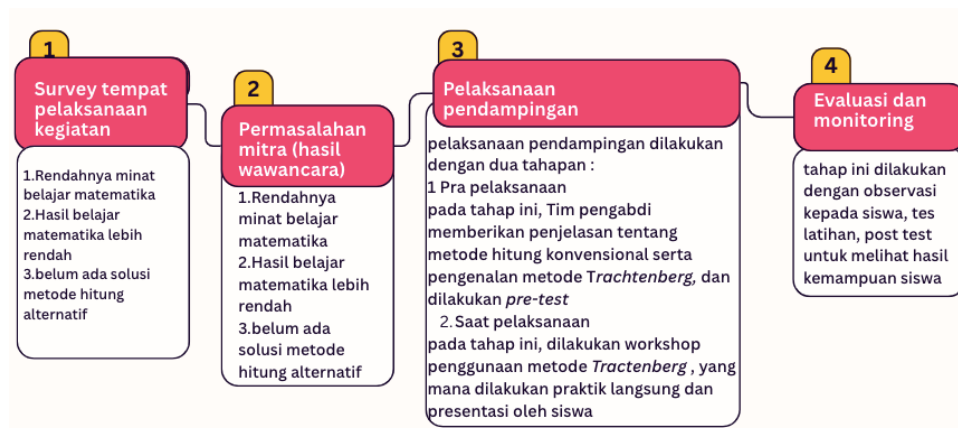 1
Survey tempat
pelaksanaan
kegiatan
1.Rendahnya minat
belajar matematika
2.Hasil belajar
matematika lebih
rendah
3.belum ada solusi
metode hitung
alternatif
2
Permasalahan
mitra (hasil
wawancara)
1.Rendahnya
minat belajar
matematika
2.Hasil belajar
matematika lebih
rendah
3.belum ada
solusi metode
hitung alternatif
3
Pelaksanaan
pendampingan
pelaksanaan pendampingan dilakukan
dengan dua tahapan :
1 Pra pelaksanaan
pada tahap ini, Tim pengabdi
memberikan penjelasan tentang
metode hitung konvensional serta
pengenalan metode Trachtenberg, dan
dilakukan pre-test
2. Saat pelaksanaan
pada tahap ini, dilakukan workshop
penggunaan metode Tractenberg , yang
mana dilakukan praktik langsung dan
presentasi oleh siswa
4
Evaluasi dan
monitoring
tahap ini dilakukan
dengan observasi
kepada siswa, tes
latihan, post test
untuk melihat hasil
kemampuan siswa